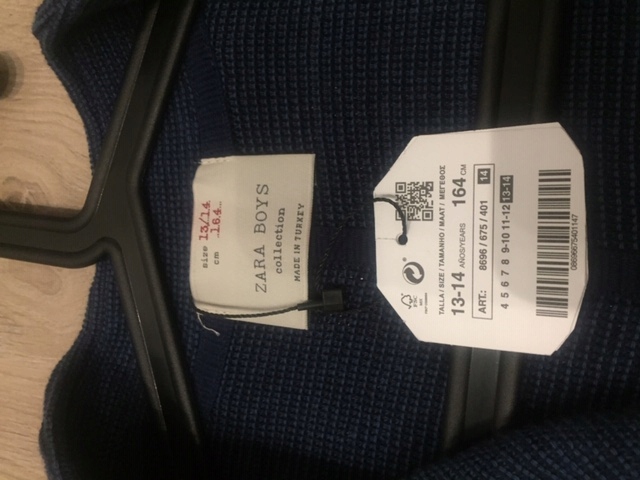 size 13/14
164
cm
ZARA BOYS
collection
MADE IN TURKEY
FSC
TALLA / SIZE / TAMANHO / MAAT / ΜΕΓΕΘΟΣ
13-14 AÑOS/YEARS 164 CM
ART.: 8696 / 675 / 401 14
4 5 6 7 8 9-10 11-12 13-14
08696675401147